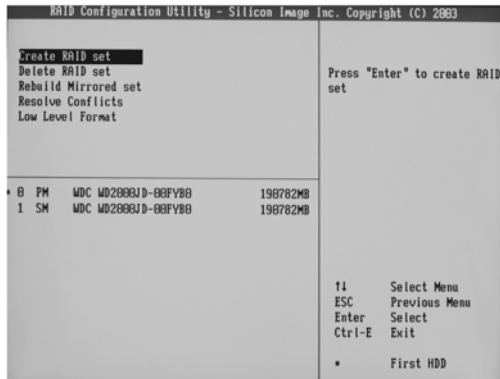 RAID Configuration Utility - Silicon Image Inc. Copyright (C) 2003
Create RAID set
Delete RAID set
Rebuild Mirrored set
Resolve Conflicts
Low Level Format
Press "Enter" to create RAID
set
* 0 PM WDC WD2000JD-00FYB0 190782MB
1 SM WDC WD2000JD-00FYB0 190782MB
↑↓ Select Menu
ESC Previous Menu
Enter Select
Ctrl-E Exit
* First HDD